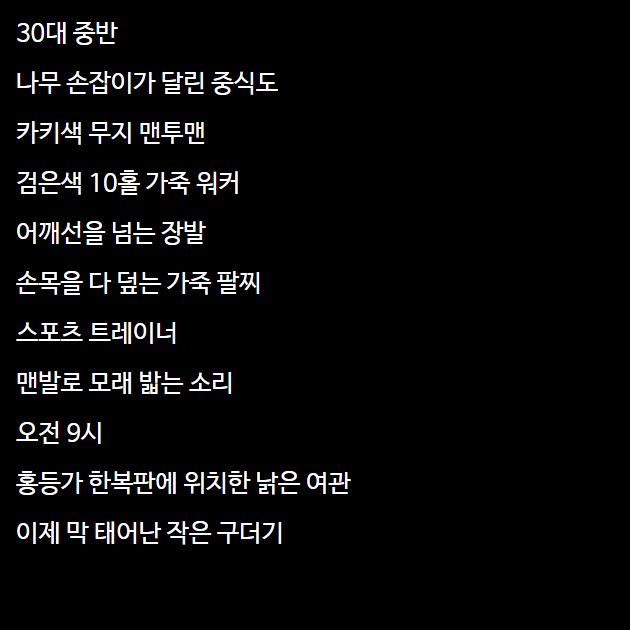 30대 중반
나무 손잡이가 달린 중식도
카키색 무지 맨투맨
검은색 10홀 가죽 워커
어깨선을 넘는 장발
손목을 다 덮는 가죽 팔찌
스포츠 트레이너
맨발로 모래 밟는 소리
오전 9시
홍등가 한복판에 위치한 낡은 여관
이제 막 태어난 작은 구더기